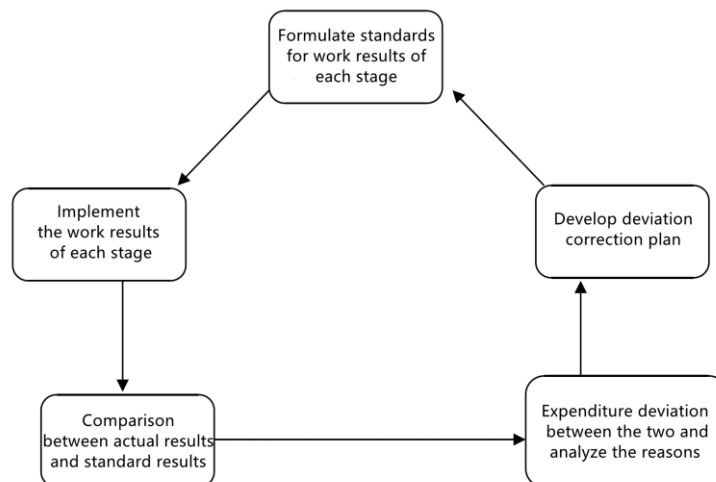 Formulate standards
for work results of
each stage
Implement
the work results
of each stage
Develop deviation
correction plan
Comparison
between actual results
and standard results
Expenditure deviation
between the two and
analyze the reasons